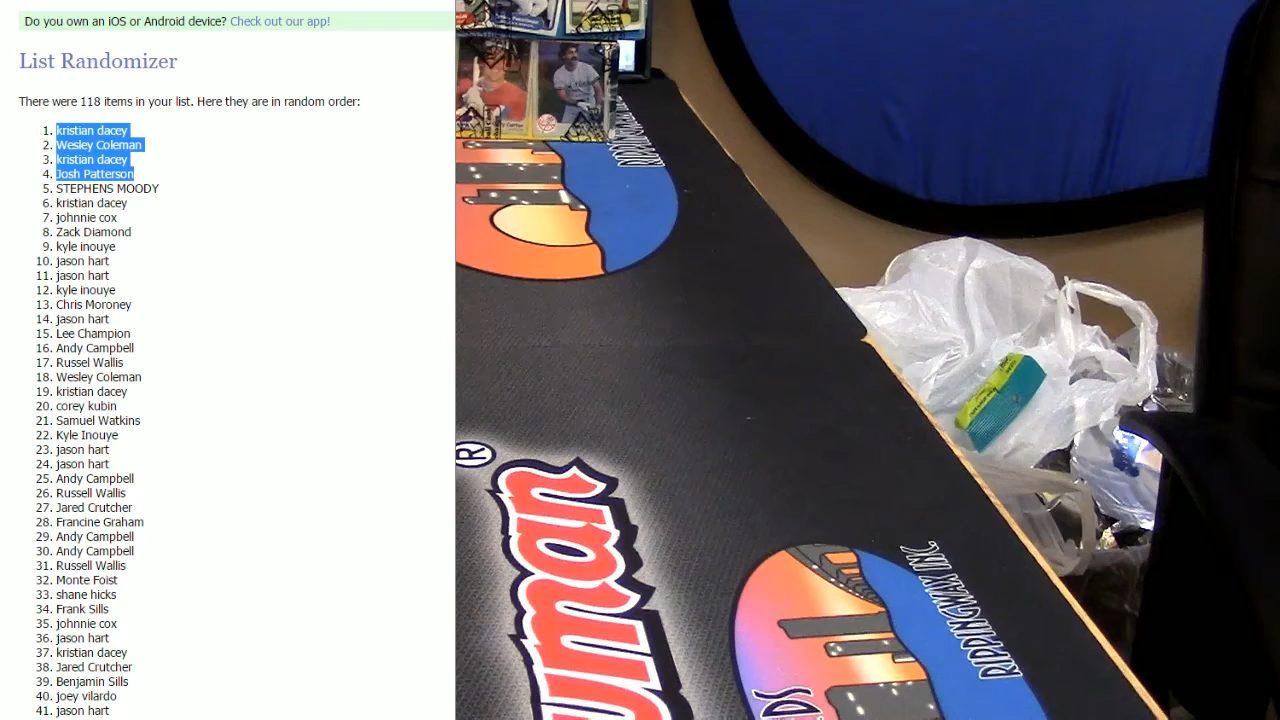 Do you own an iOS or Android device? Check out our app!
List Randomizer
There were 118 items in your list. Here they are in random order:
1. kristian dacey
2. Wesley Coleman
3. kristian dacey
4. Josh Patterson
5. STEPHENS MOODY
6. kristian dacey
7. johnnie cox
8. Zack Diamond
9. kyle inouye
10. jason hart
11. jason hart
12. kyle inouye
13. Chris Moroney
14. jason hart
15. Lee Champion
16. Andy Campbell
17. Russel Wallis
18. Wesley Coleman
19. kristian dacey
20. corey kubin
21. Samuel Watkins
22. Kyle Inouye
23. jason hart
24. jason hart
25. Andy Campbell
26. Russell Wallis
27. Jared Crutcher
28. Francine Graham
29. Andy Campbell
30. Andy Campbell
31. Russell Wallis
32. Monte Foist
33. shane hicks
34. Frank Sills
35. johnnie cox
36. jason hart
37. kristian dacey
38. Jared Crutcher
39. Benjamin Sills
40. joey vilardo
41. jason hart
®
uman
RIPPINGWAX INC.
DS